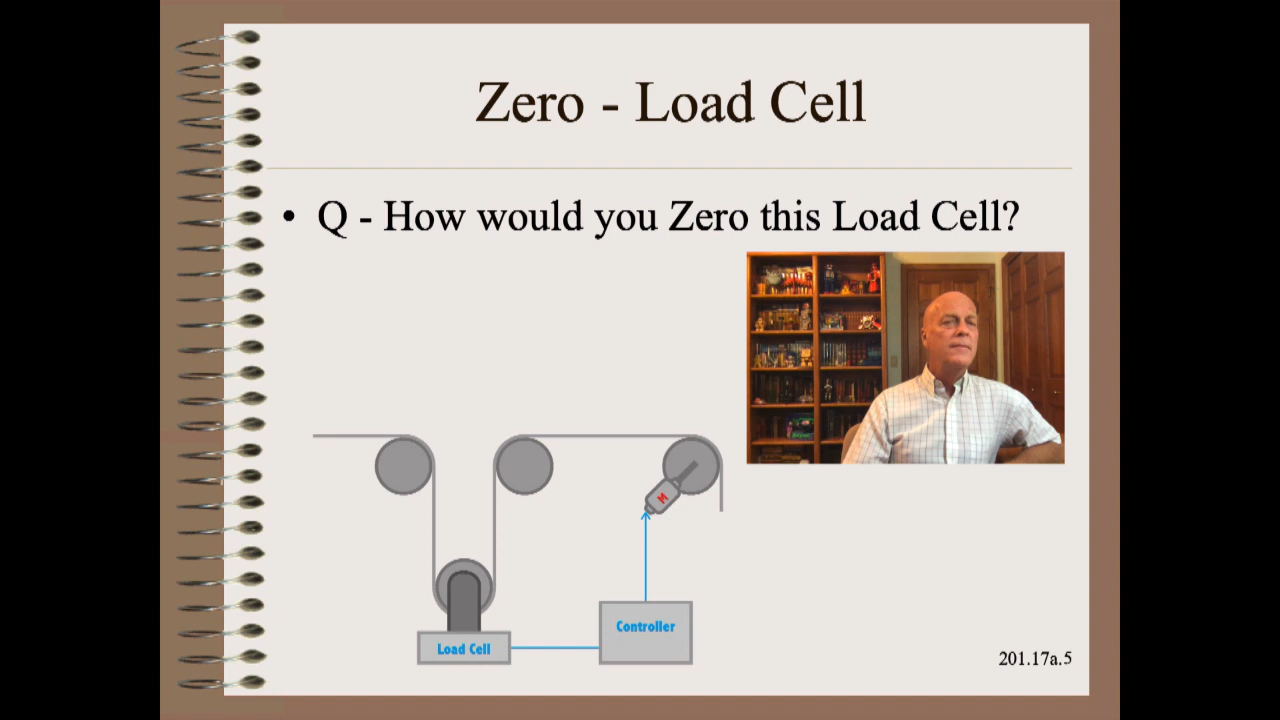 Zero - Load Cell
• Q - How would you Zero this Load Cell?
M
Controller
Load Cell
201.17a.5